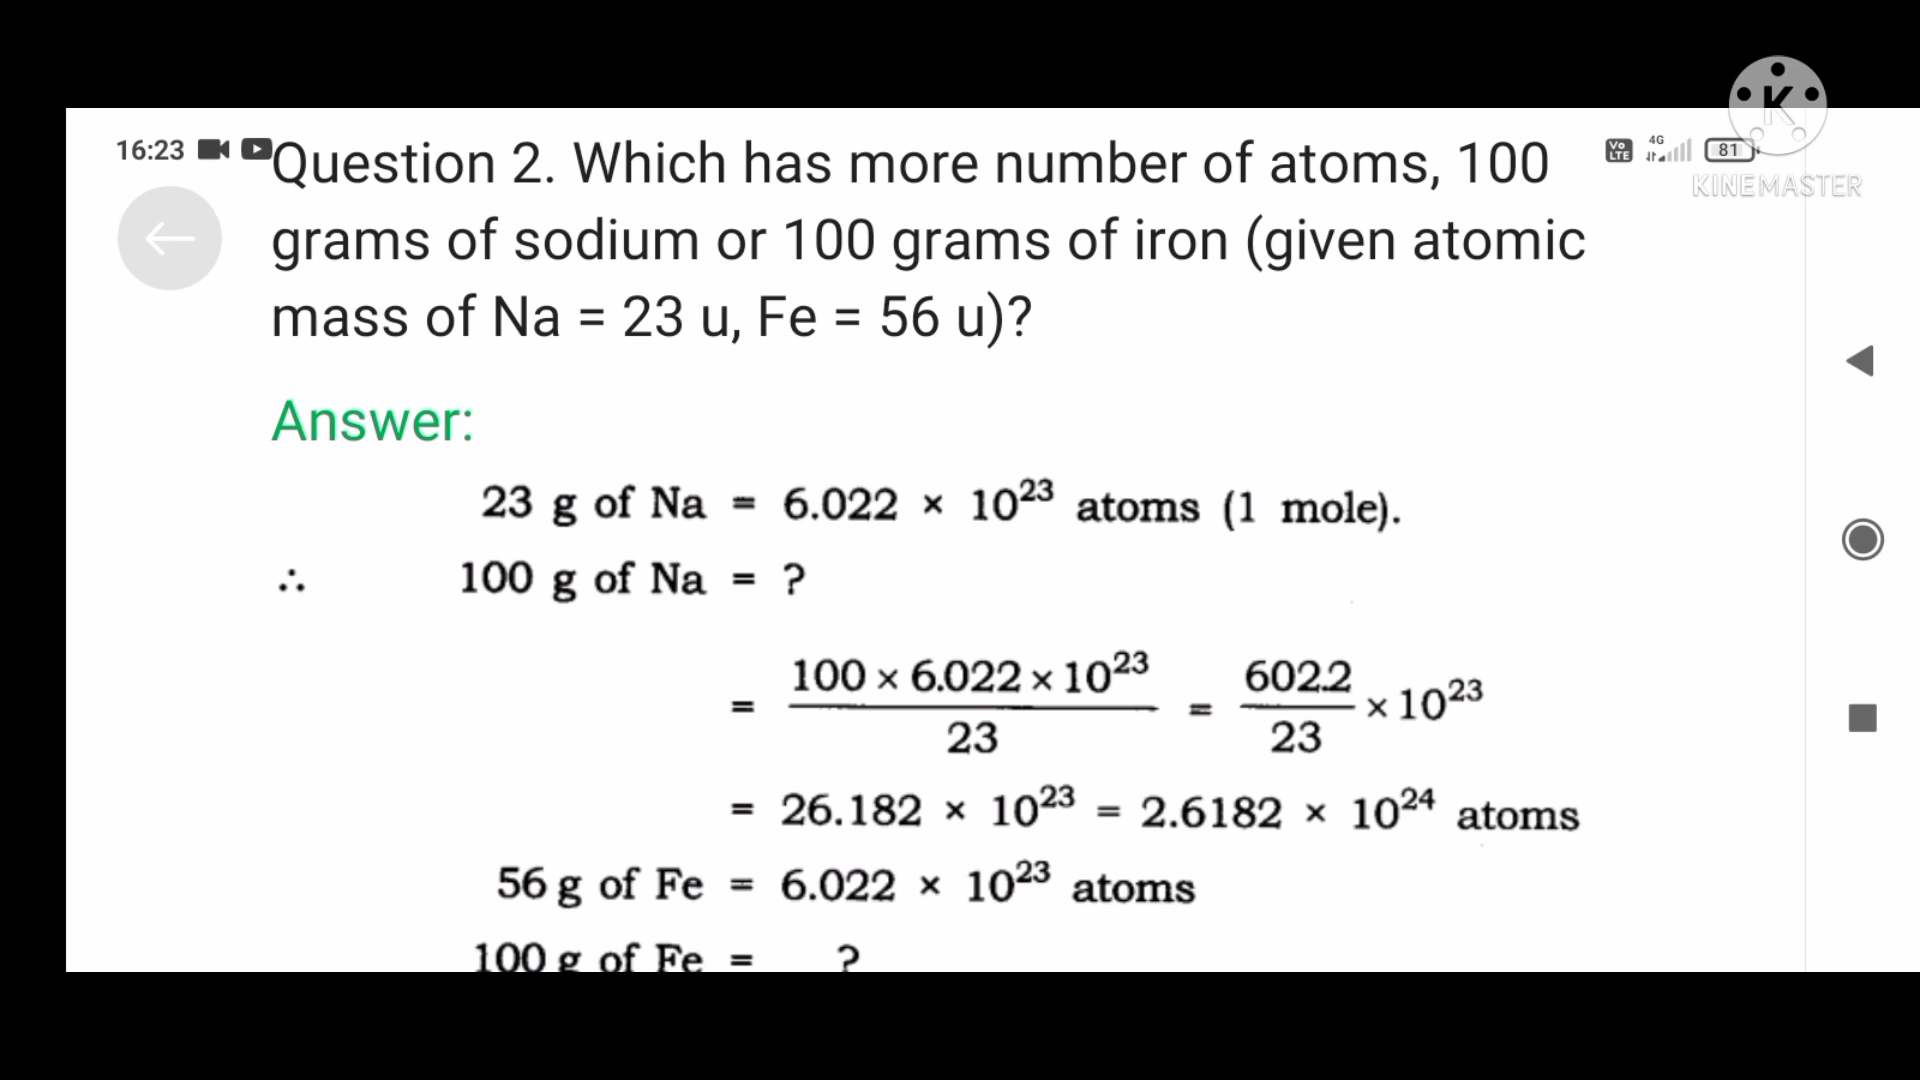 16:23
Question 2. Which has more number of atoms, 100
Vo LTE 4G 81
K
KINEMASTER
grams of sodium or 100 grams of iron (given atomic
mass of Na = 23 u, Fe = 56 u)?
Answer:
23 g of Na = 6.022 × 10²³ atoms (1 mole).
∴ 100 g of Na = ?
= 100 × 6.022 × 10²³ / 23 = 602.2 / 23 × 10²³
= 26.182 × 10²³ = 2.6182 × 10²⁴ atoms
56 g of Fe = 6.022 × 10²³ atoms
100 g of Fe = ?